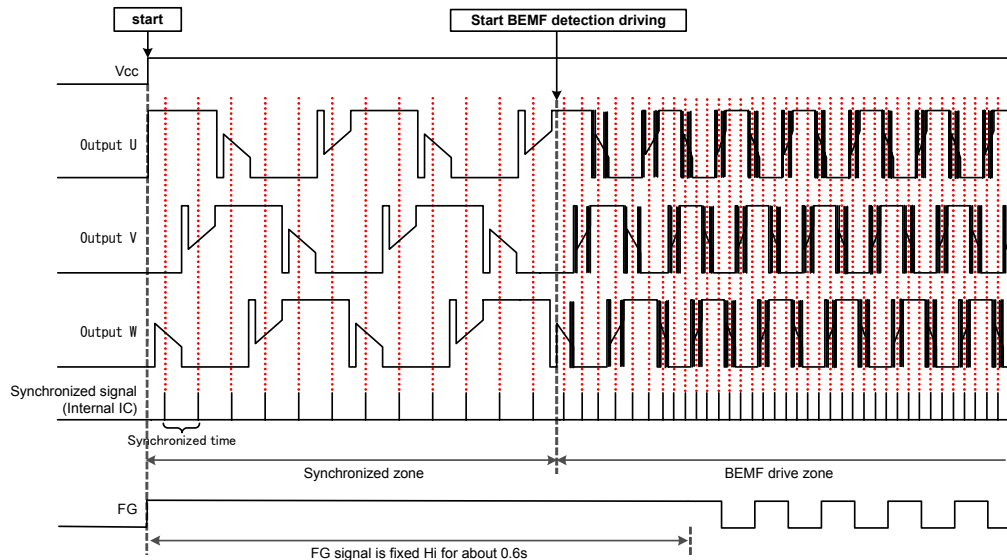 start
Start BEMF detection driving
Vcc
Output U
Output V
Output W
Synchronized signal
(Internal IC)
Synchronized time
Synchronized zone
BEMF drive zone
FG
FG signal is fixed Hi for about 0.6s